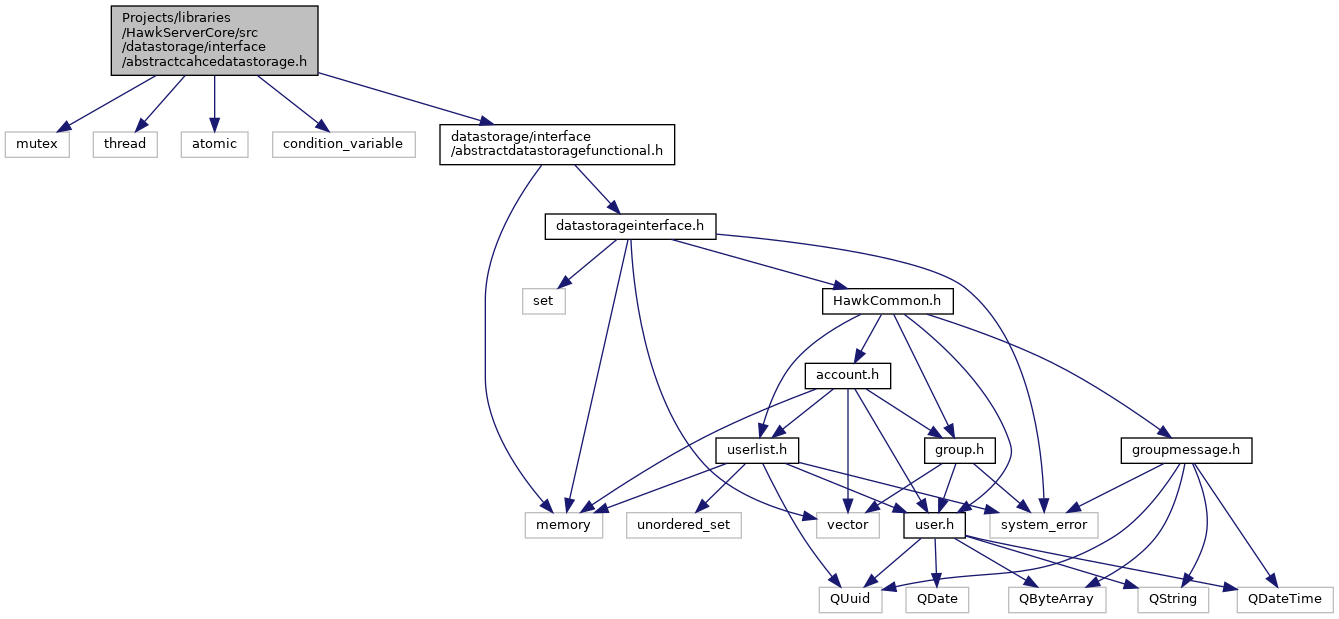 Projects/libraries
/HawkServerCore/src
/datastorage/interface
/abstractcahcedatastorage.h
mutex
thread
atomic
condition_variable
datastorage/interface
/abstractdatastoragefunctional.h
datastorageinterface.h
set
HawkCommon.h
account.h
userlist.h
group.h
groupmessage.h
memory
unordered_set
vector
user.h
system_error
QUuid
QDate
QByteArray
QString
QDateTime